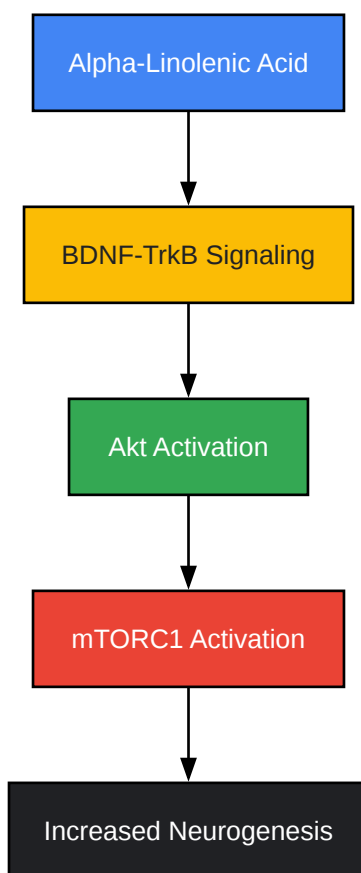 Alpha-Linolenic Acid
BDNF-TrkB Signaling
Akt Activation
mTORC1 Activation
Increased Neurogenesis